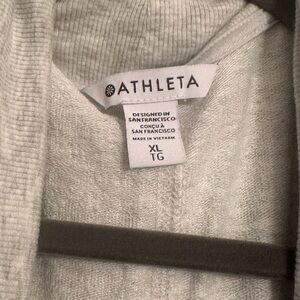 ATHLETA
DESIGNED IN
SAN FRANCISCO
CONÇU À
SAN FRANCISCO
MADE IN VIETNAM
XL
TG